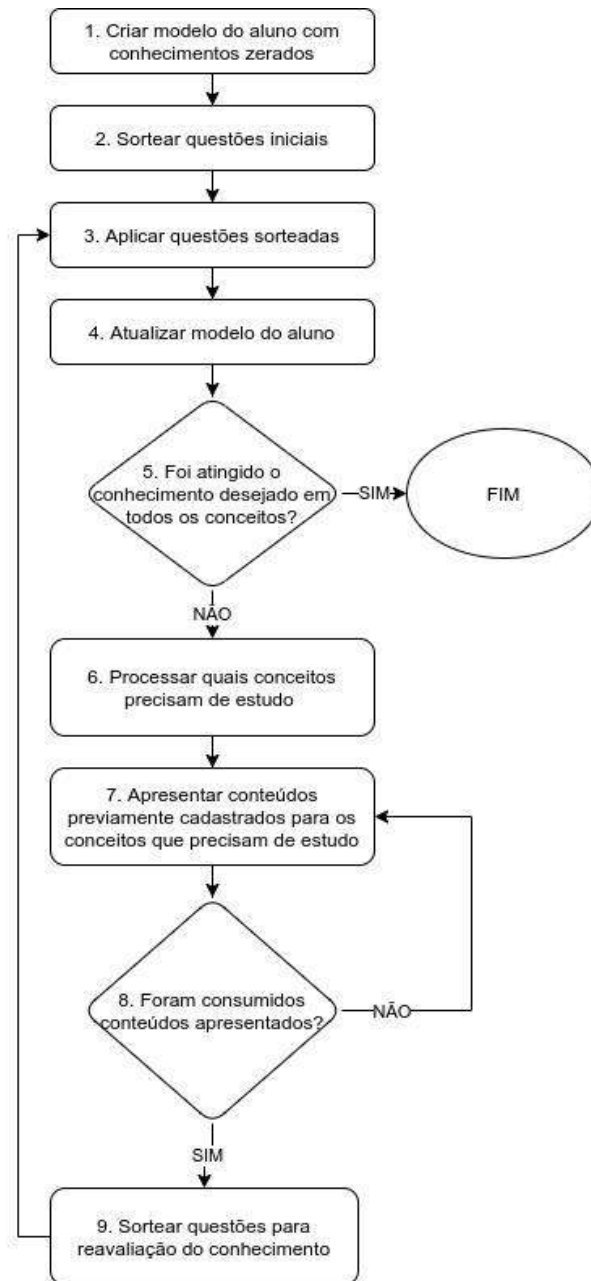 1. Criar modelo do aluno com
conhecimentos zerados
2. Sortear questões iniciais
3. Aplicar questões sorteadas
4. Atualizar modelo do aluno
5. Foi atingido o
conhecimento desejado em
todos os conceitos?
SIM
FIM
NÃO
6. Processar quais conceitos
precisam de estudo
7. Apresentar conteúdos
previamente cadastrados para os
conceitos que precisam de estudo
8. Foram consumidos
conteúdos apresentados?
NÃO
SIM
9. Sortear questões para
reavaliação do conhecimento